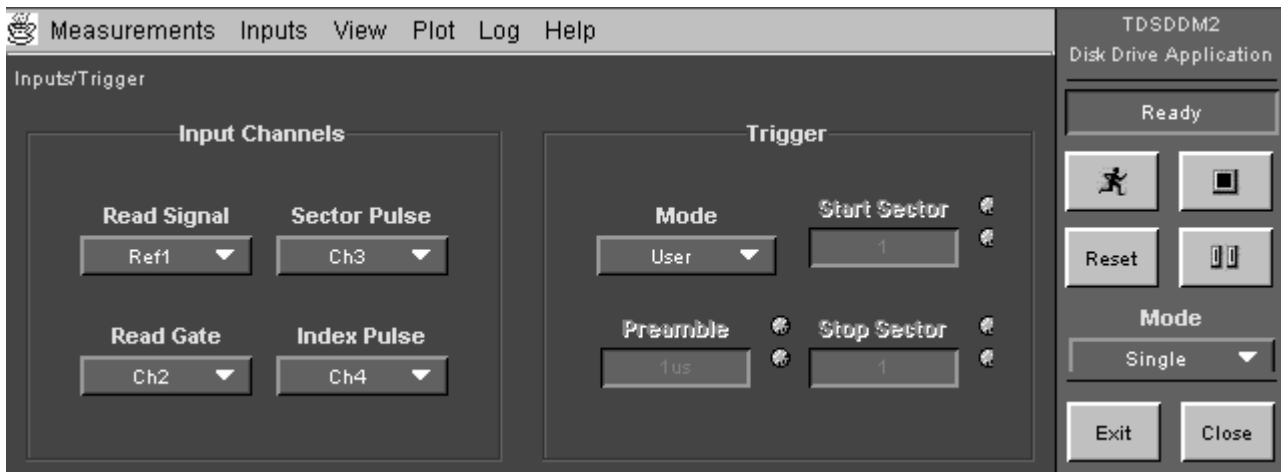 Measurements Inputs View Plot Log Help
TDSDDM2
Disk Drive Application
Inputs/Trigger
Ready
Input Channels
Trigger
Read Signal
Sector Pulse
Mode
Start Sector
Ref1
Ch3
User
1
Reset
Read Gate
Index Pulse
Preamble
Stop Sector
Mode
Ch2
Ch4
1us
1
Single
Exit
Close